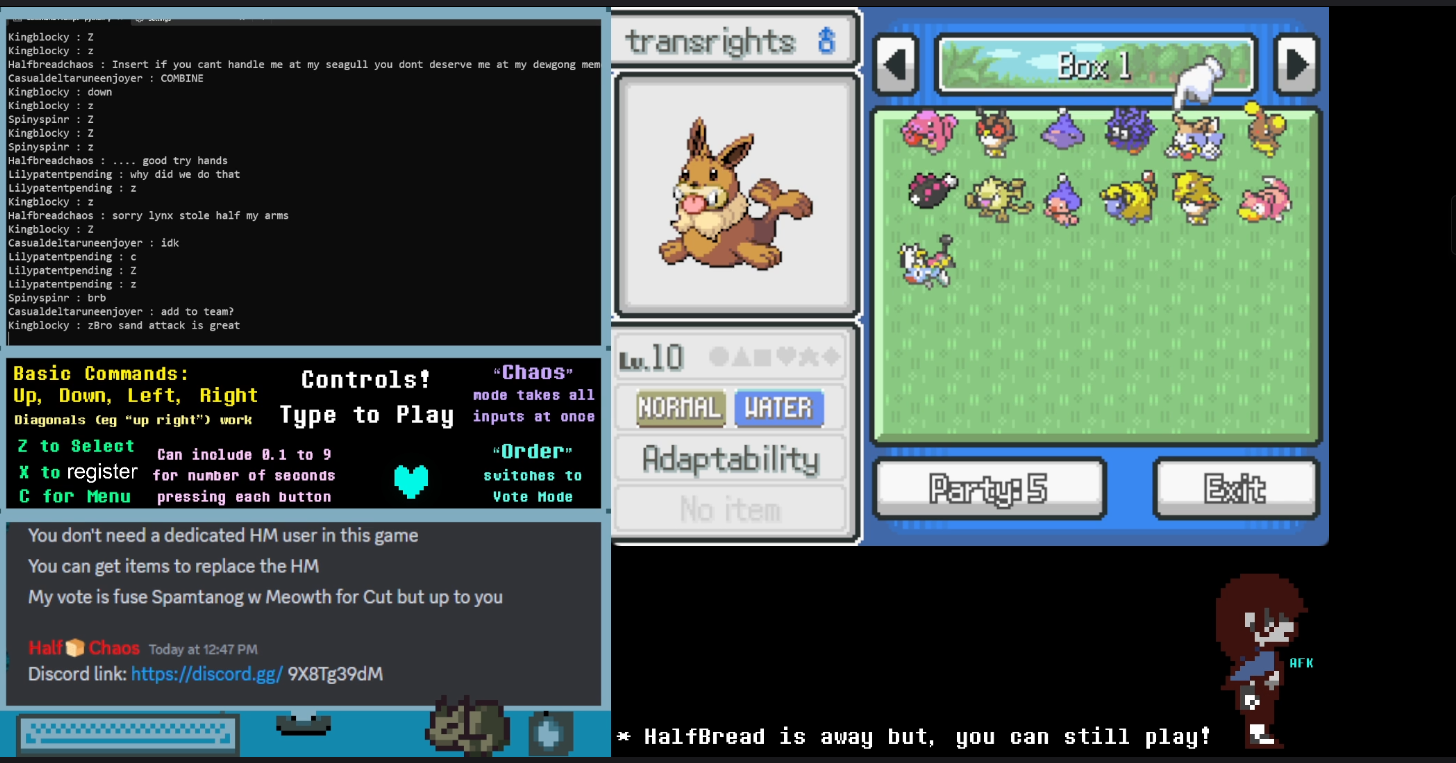 Kingblocky : Z
Kingblocky : z
Halfbreadchaos : Insert if you cant handle me at my seagull you dont deserve me at my dewgong mem
Casualdeltaruneenjoyer : COMBINE
Kingblocky : down
Kingblocky : z
Spinyspinr : Z
Kingblocky : Z
Spinyspinr : z
Halfbreadchaos : .... good try hands
Lilypatentpending : why did we do that
Lilypatentpending : z
Kingblocky : z
Halfbreadchaos : sorry lynx stole half my arms
Kingblocky : Z
Casualdeltaruneenjoyer : idk
Lilypatentpending : c
Lilypatentpending : Z
Lilypatentpending : z
Spinyspinr : brb
Casualdeltaruneenjoyer : add to team?
Kingblocky : zBro sand attack is great
Basic Commands:
Up, Down, Left, Right
Diagonals (eg “up right”) work
Z to Select
X to register
C for Menu
Can include 0.1 to 9
for number of seconds
pressing each button
Controls!
Type to Play
“Chaos”
mode takes all
inputs at once
“Order”
switches to
Vote Mode
You don't need a dedicated HM user in this game
You can get items to replace the HM
My vote is fuse Spamtanog w Meowth for Cut but up to you
Half Chaos Today at 12:47 PM
Discord link: https://discord.gg/ 9X8Tg39dM
transrights
Lv.10
NORMAL WATER
Adaptability
No item
Box 1
Party: 5
Exit
AFK
* HalfBread is away but, you can still play!